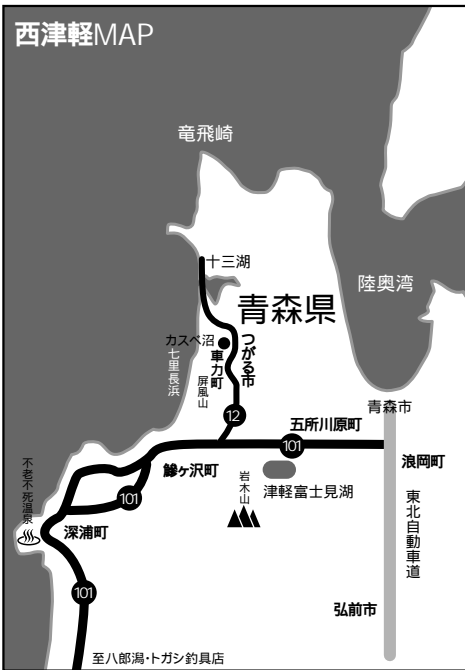 西津軽MAP
竜飛崎
十三湖
陸奥湾
青森県
カスベ沼
車力町
つがる市
七里長浜
屏風山
12
青森市
五所川原町
101
浪岡町
鰺ヶ沢町
岩木山
津軽富士見湖
東北自動車道
不老不死温泉
101
深浦町
101
弘前市
至八郎潟・トガシ釣具店